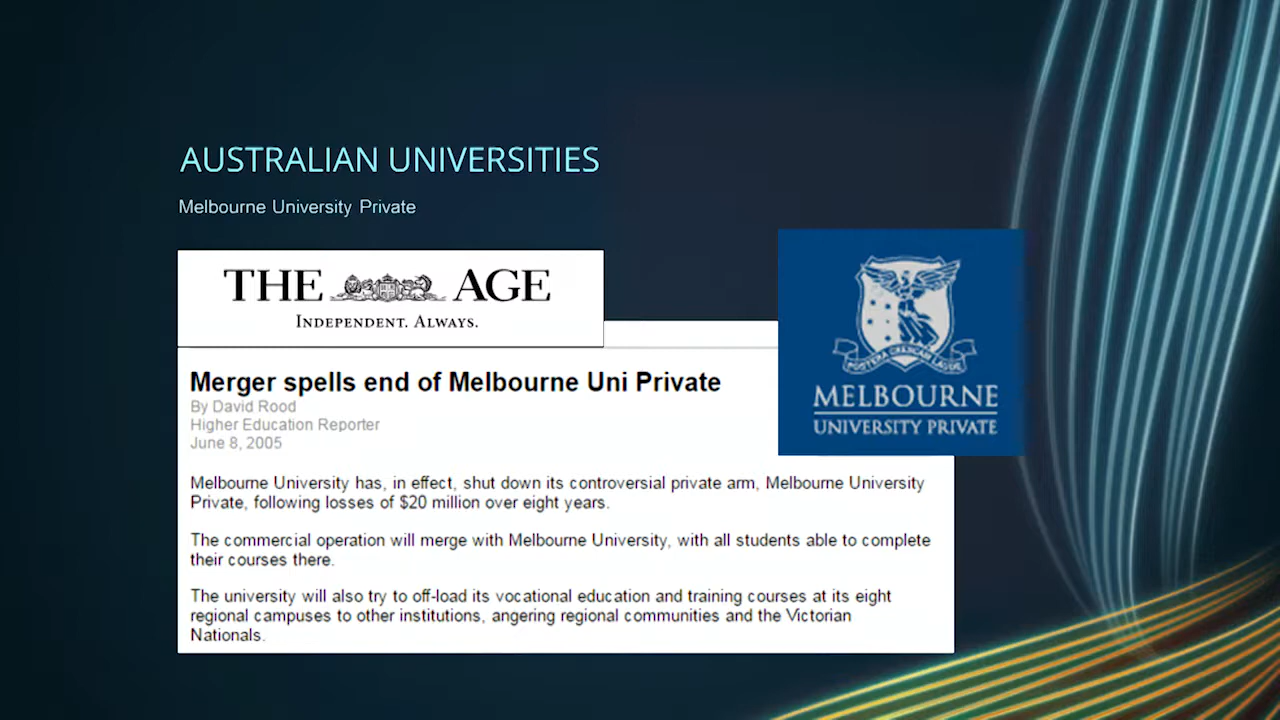 AUSTRALIAN UNIVERSITIES
Melbourne University Private
THE AGE
INDEPENDENT. ALWAYS.
Merger spells end of Melbourne Uni Private
By David Rood
Higher Education Reporter
June 8, 2005
Melbourne University has, in effect, shut down its controversial private arm, Melbourne University
Private, following losses of $20 million over eight years.
The commercial operation will merge with Melbourne University, with all students able to complete
their courses there.
The university will also try to off-load its vocational education and training courses at its eight
regional campuses to other institutions, angering regional communities and the Victorian
Nationals.
POSTERA CRESCAM LAUDE
MELBOURNE
UNIVERSITY PRIVATE